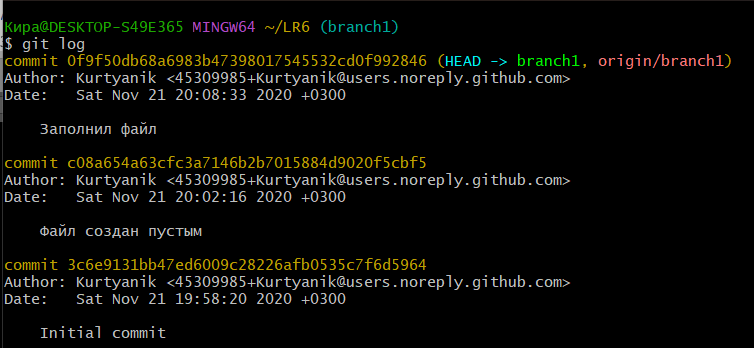 Кира@DESKTOP-S49E365 MINGW64 ~/LR6 (branch1)
$ git log
commit 0f9f50db68a6983b47398017545532cd0f992846 (HEAD -> branch1, origin/branch1)
Author: Kurtyanik <45309985+Kurtyanik@users.noreply.github.com>
Date:   Sat Nov 21 20:08:33 2020 +0300
Заполнил файл
commit c08a654a63cfc3a7146b2b7015884d9020f5cbf5
Author: Kurtyanik <45309985+Kurtyanik@users.noreply.github.com>
Date:   Sat Nov 21 20:02:16 2020 +0300
Файл создан пустым
commit 3c6e9131bb47ed6009c28226afb0535c7f6d5964
Author: Kurtyanik <45309985+Kurtyanik@users.noreply.github.com>
Date:   Sat Nov 21 19:58:20 2020 +0300
Initial commit